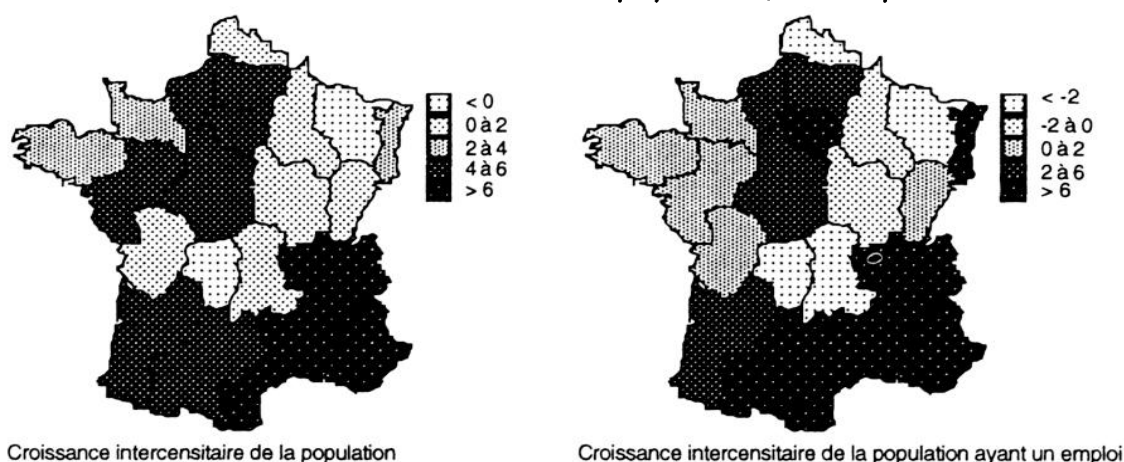 < 0
0 à 2
2 à 4
4 à 6
> 6
< -2
-2 à 0
0 à 2
2 à 6
> 6
Croissance intercensitaire de la population
Croissance intercensitaire de la population ayant un emploi